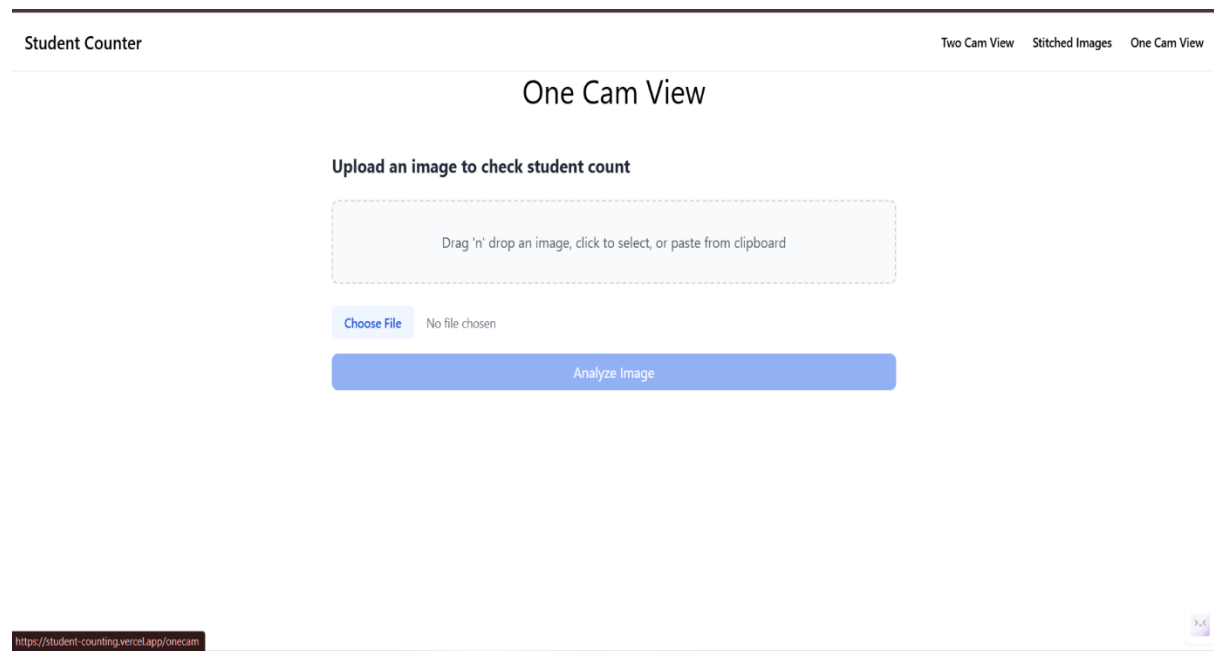 Student Counter
Two Cam View Stitched Images One Cam View
One Cam View
Upload an image to check student count
Drag 'n' drop an image, click to select, or paste from clipboard
Choose File No file chosen
Analyze Image
https://student-counting.vercel.app/onecam